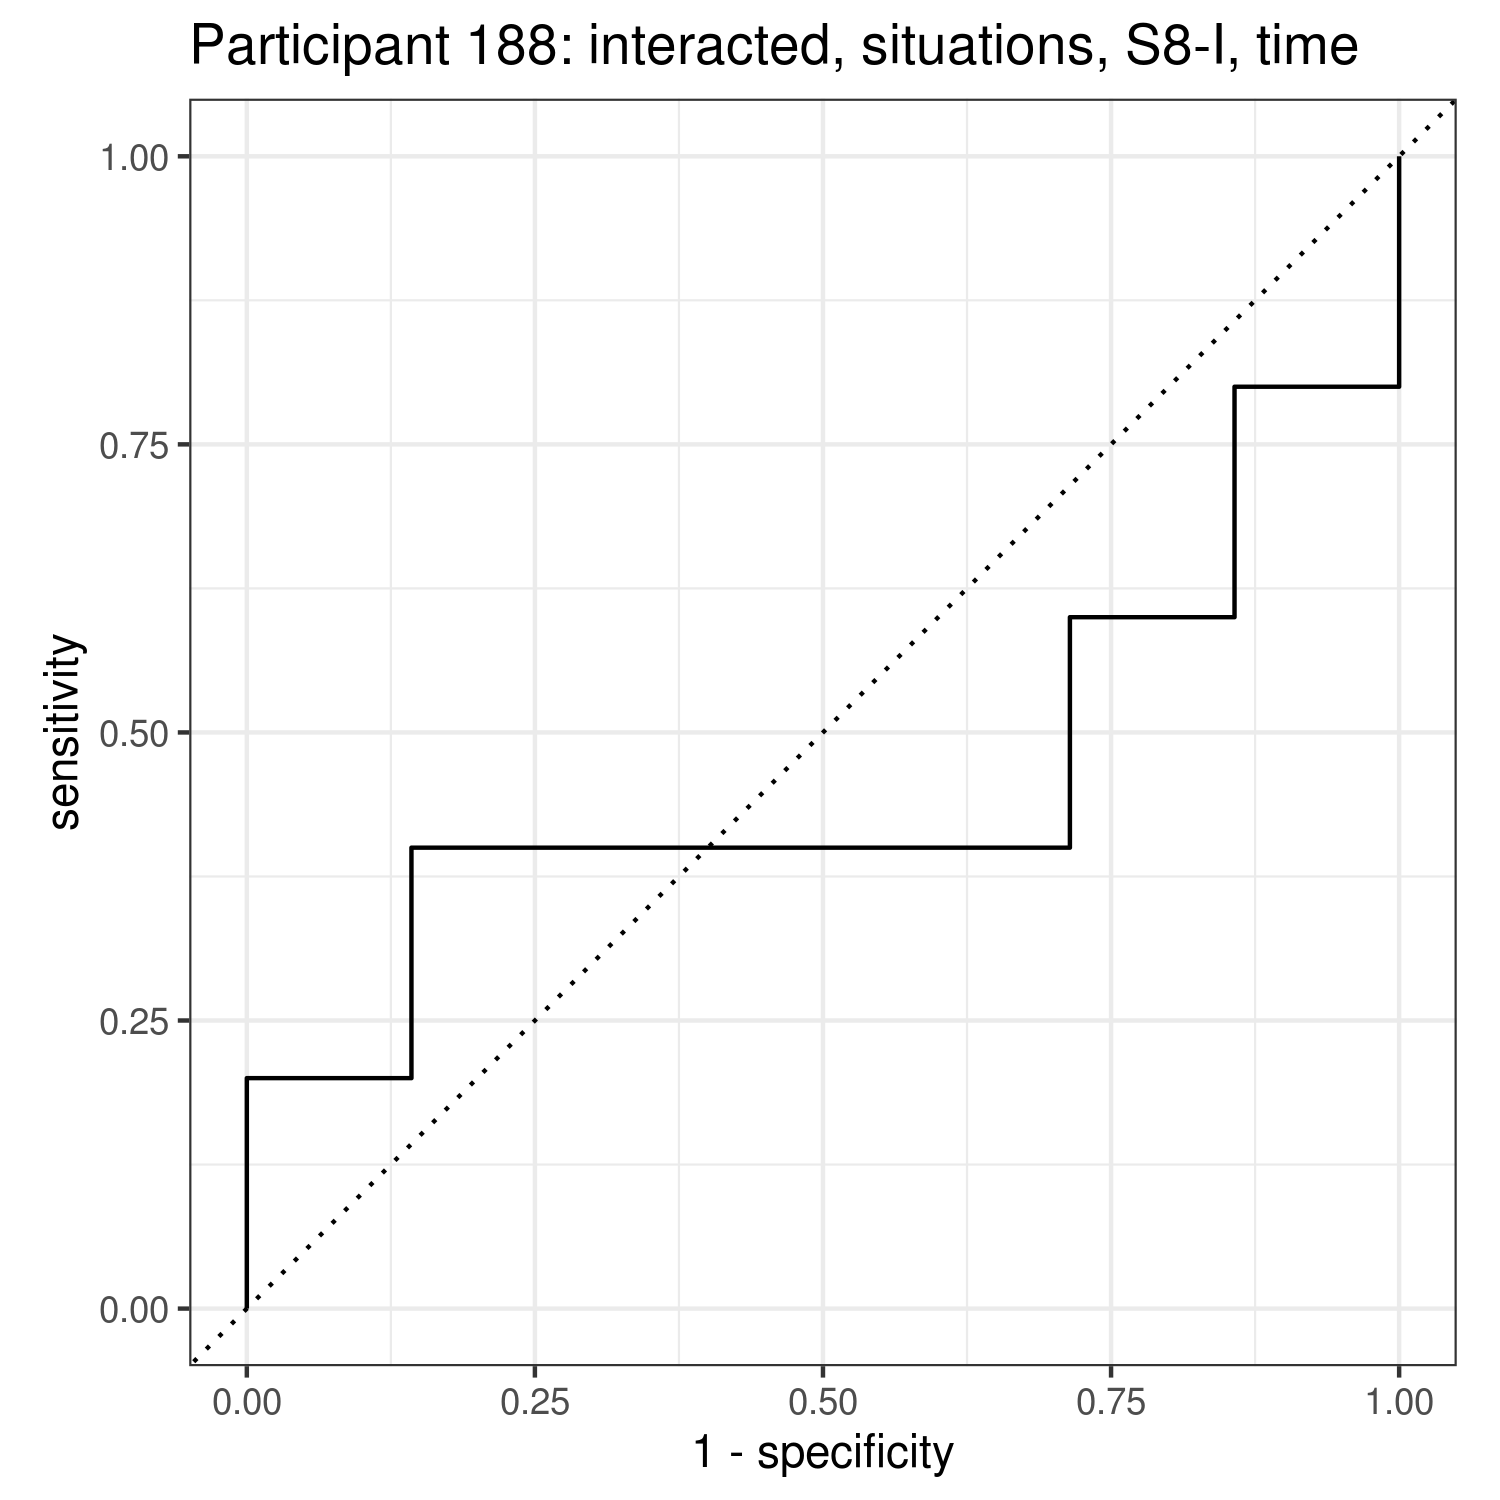 Participant 188: interacted, situations, S8-I, time
1.00
0.75
0.50
0.25
0.00
sensitivity
0.00 0.25 0.50 0.75 1.00
1 - specificity